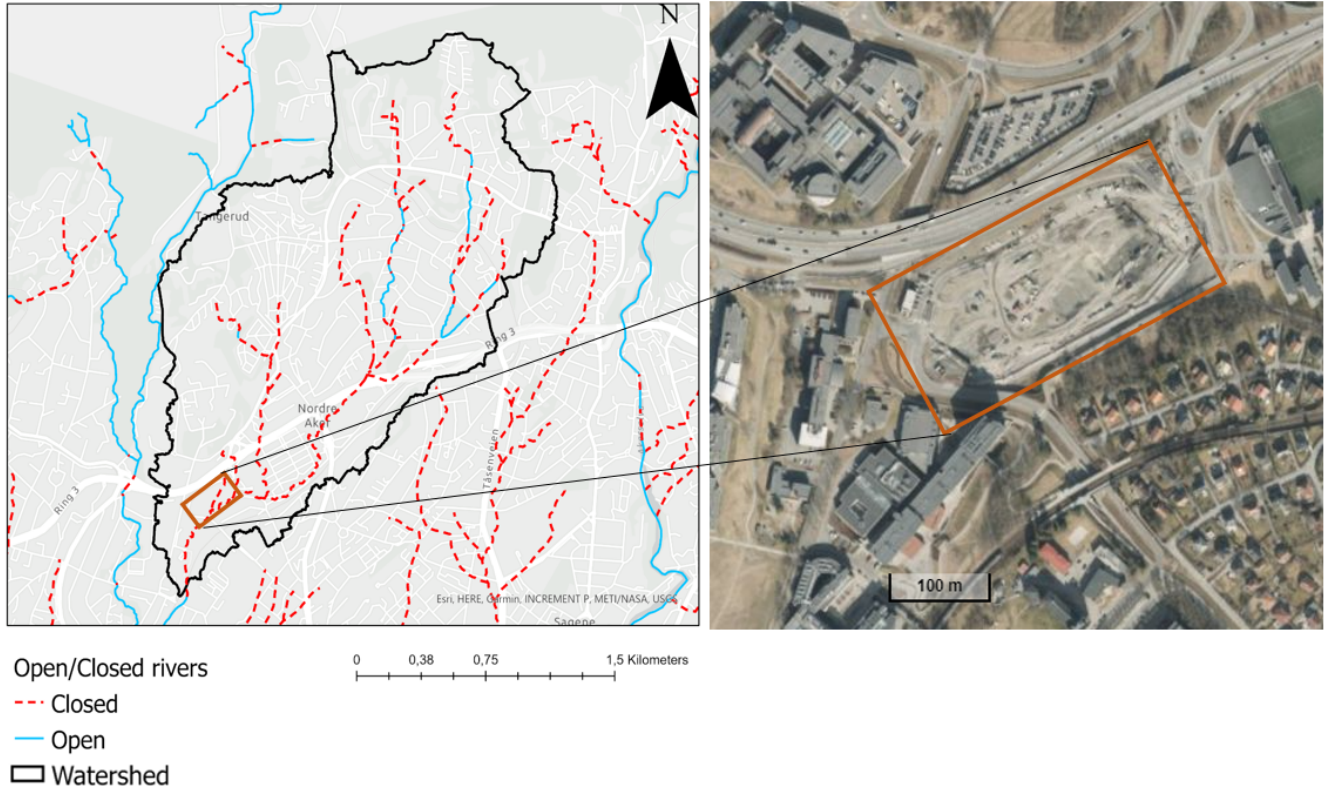 N
Tangerud
Ring 3
Nordre
Aker
Ring 3
Tåsenveien
Esri, HERE, Garmin, INCREMENT P, METI/NASA, USGS
Sagene
100 m
Open/Closed rivers
Closed
Open
Watershed
0 0,38 0,75 1,5 Kilometers